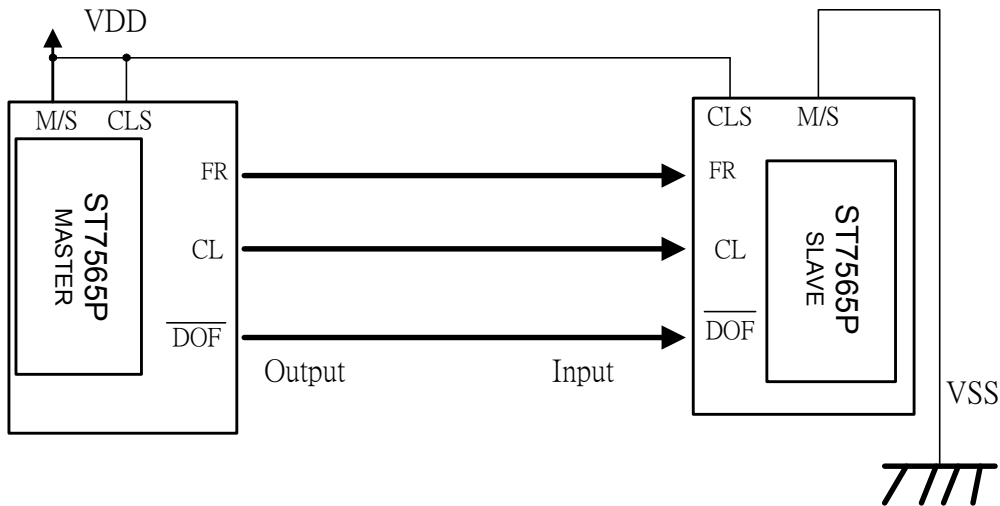 VDD
M/S CLS
CLS M/S
FR
FR
ST7565P
MASTER
CL
CL
ST7565P
SLAVE
DOF
DOF
Output
Input
VSS